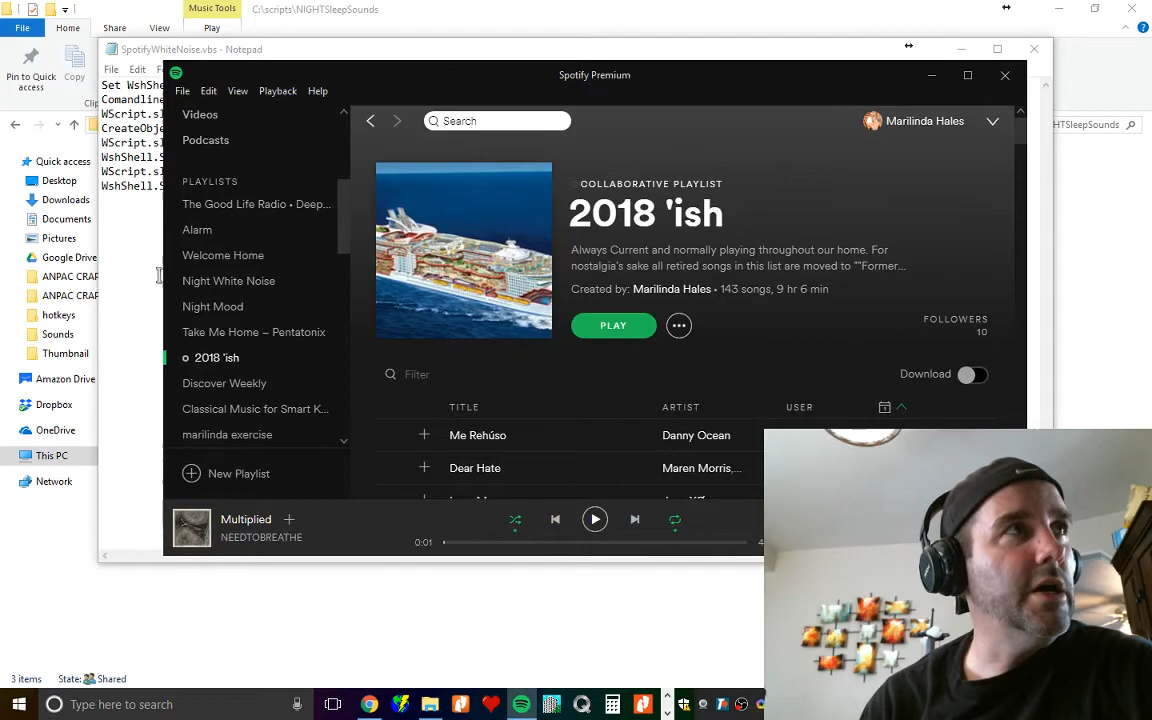 Music Tools
C:\scripts\NIGHTSleepSounds
File
Home
Share
View
Play
Pin to Quick
access
Copy
SpotifyWhiteNoise.vbs - Notepad
File
Edit
Set WshShe
Comandline
WScript.sl
CreateObje
WScript.sl
WshShell.S
WScript.sl
WshShell.S
HTSleepSounds
Quick access
Desktop
Downloads
Documents
Pictures
Google Drive
ANPAC CRAP
ANPAC CRAP
hotkeys
Sounds
Thumbnail
Amazon Drive
Dropbox
OneDrive
This PC
Network
3 items
State:
Shared
Spotify Premium
File
Edit
View
Playback
Help
Videos
Podcasts
PLAYLISTS
The Good Life Radio • Deep...
Alarm
Welcome Home
Night White Noise
Night Mood
Take Me Home – Pentatonix
2018 'ish
Discover Weekly
Classical Music for Smart K...
marilinda exercise
New Playlist
Search
Marilinda Hales
COLLABORATIVE PLAYLIST
2018 'ish
Always Current and normally playing throughout our home. For
nostalgia's sake all retired songs in this list are moved to ""Former...
Created by: Marilinda Hales • 143 songs, 9 hr 6 min
PLAY
FOLLOWERS
10
Filter
Download
TITLE
ARTIST
USER
Me Rehúso
Danny Ocean
Dear Hate
Maren Morris,...
Multiplied
NEEDTOBREATHE
0:01
Type here to search